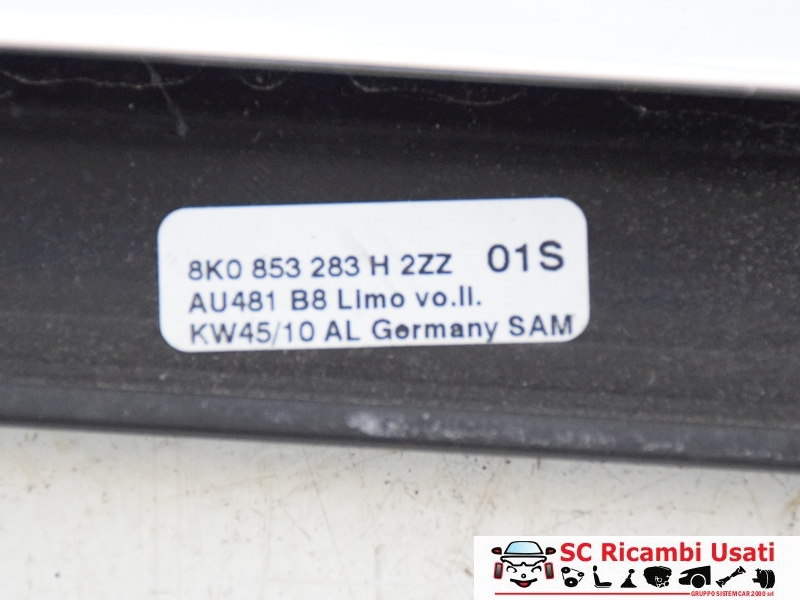 8K0 853 283 H 2ZZ 01S
AU481 B8 Limo vo.li.
KW45/10 AL Germany SAM
SC Ricambi Usati
GRUPPO SISTEMCAR 2000 srl